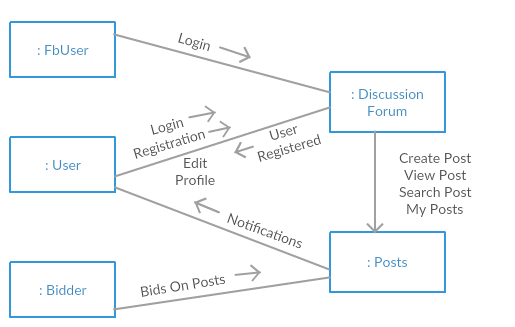 : FbUser
Login
: Discussion
Forum
Login
Registration
User
Registered
: User
Edit
Profile
Create Post
View Post
Search Post
My Posts
Notifications
: Posts
: Bidder
Bids On Posts